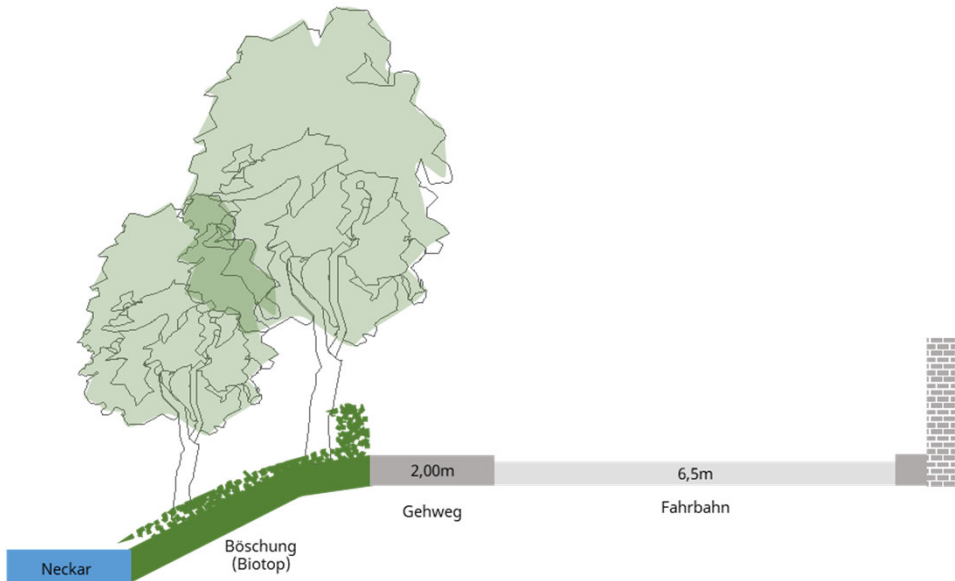 2,00m
6,5m
Gehweg
Fahrbahn
Böschung
(Biotop)
Neckar